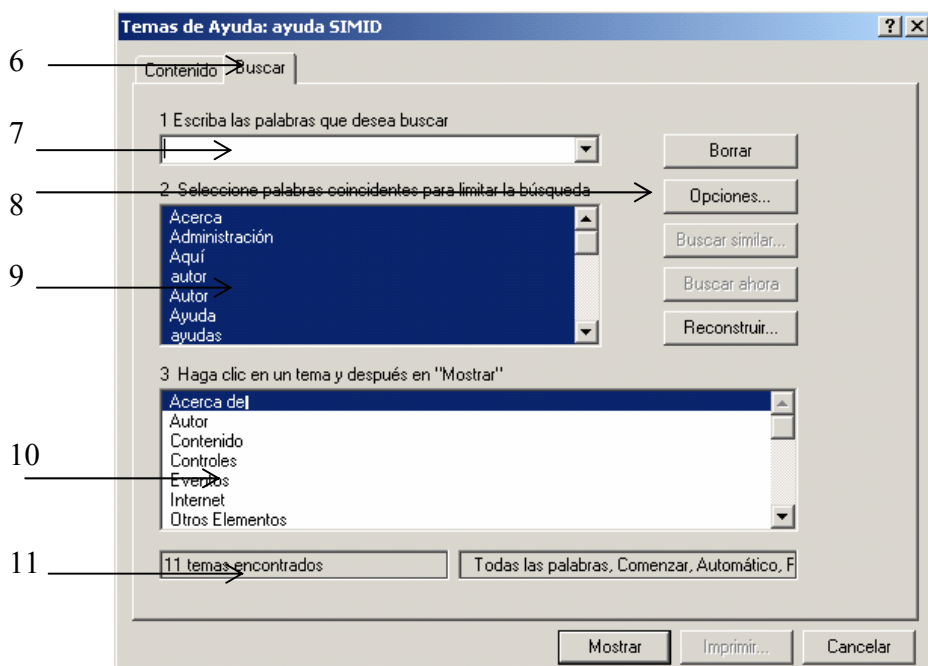 Temas de Ayuda: ayuda SIMID
6
Contenido Buscar
1 Escriba las palabras que desea buscar
7
Borrar
2 Seleccione palabras coincidentes para limitar la búsqueda
8
Opciones...
Acerca
Administración
Aquí
autor
Autor
Ayuda
ayudas
9
Buscar similar...
Buscar ahora
Reconstruir...
3 Haga clic en un tema y después en "Mostrar"
Acerca de
Autor
Contenido
Controles
Eventos
Internet
Otros Elementos
10
11
11 temas encontrados
Todas las palabras, Comenzar, Automático, F
Mostrar
Imprimir...
Cancelar